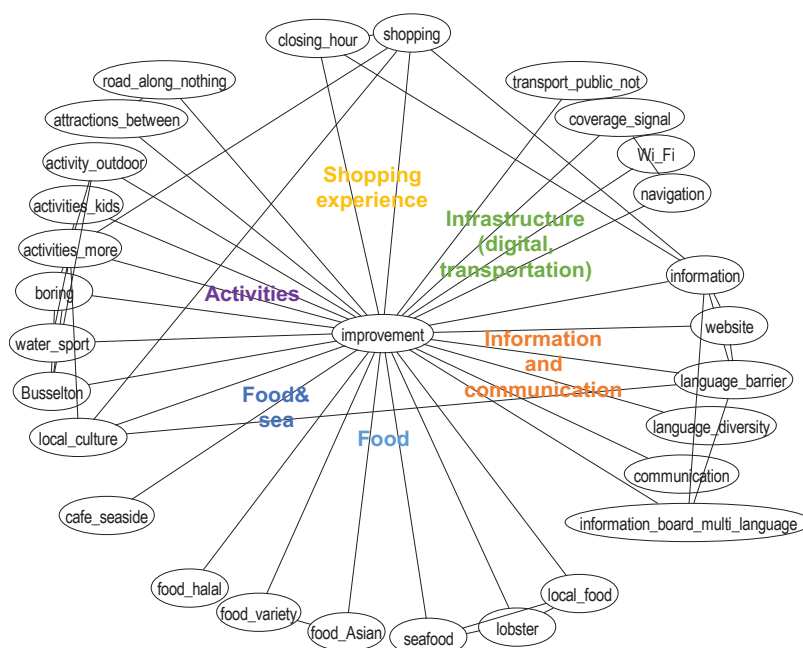 shopping
closing_hour
road_along_nothing
transport_public_not
attractions_between
coverage_signal
activity_outdoor
Wi_Fi
Shopping
experience
activities_kids
navigation
Infrastructure
(digital,
transportation)
activities_more
information
boring
Activities
improvement
website
water_sport
Information
and
communication
Busselton
language_barrier
Food&
sea
local_culture
Food
language_diversity
communication
cafe_seaside
information_board_multi_language
food_halal
local_food
food_variety
food_Asian
seafood
lobster